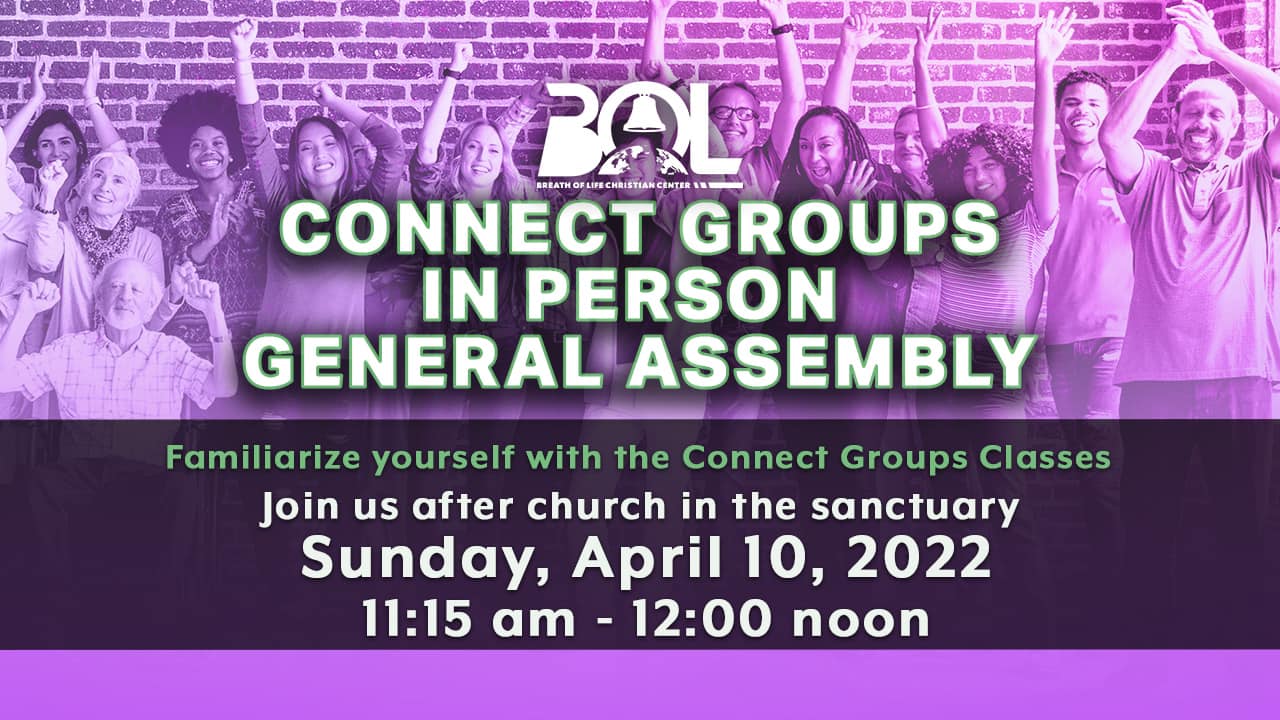 BOL
BREATH OF LIFE CHRISTIAN CENTER
CONNECT GROUPS
IN PERSON
GENERAL ASSEMBLY
Familiarize yourself with the Connect Groups Classes
Join us after church in the sanctuary
Sunday, April 10, 2022
11:15 am - 12:00 noon